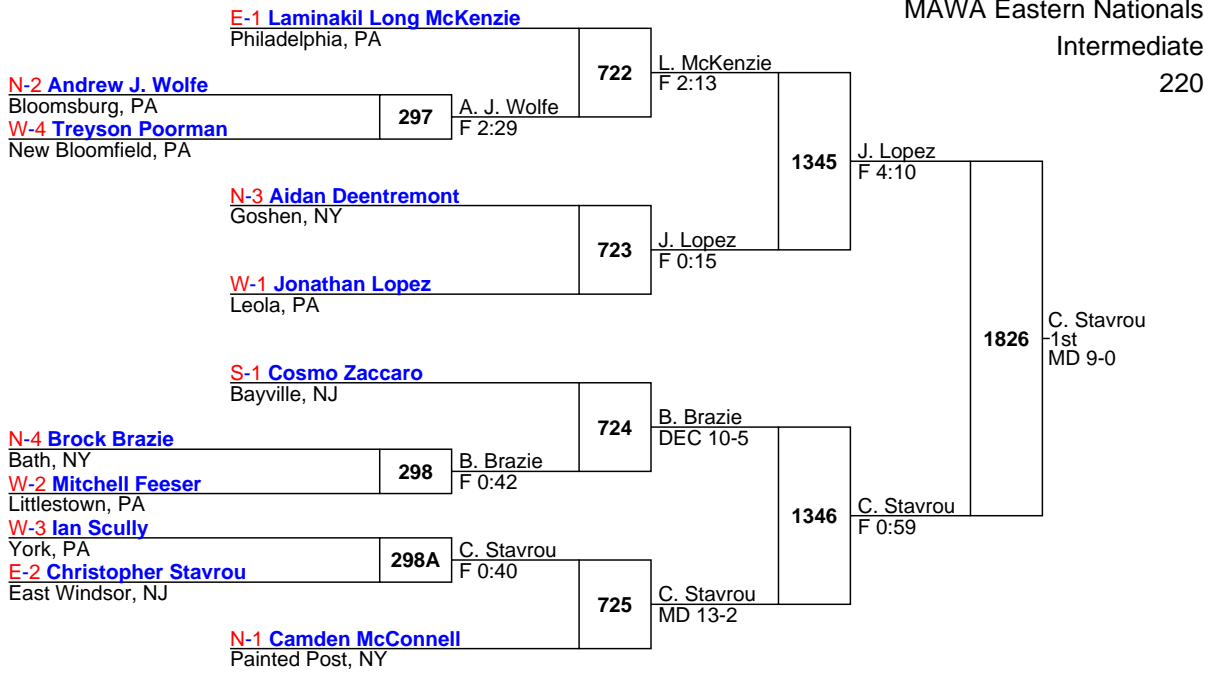 MAWA Eastern Nationals
Intermediate
220
E-1 Laminakil Long McKenzie
Philadelphia, PA
722
L. McKenzie
F 2:13
N-2 Andrew J. Wolfe
Bloomsburg, PA
297
A. J. Wolfe
F 2:29
W-4 Treyson Poorman
New Bloomfield, PA
1345
J. Lopez
F 4:10
N-3 Aidan Deentremont
Goshen, NY
723
J. Lopez
F 0:15
W-1 Jonathan Lopez
Leola, PA
1826
C. Stavrou
1st
MD 9-0
S-1 Cosmo Zaccaro
Bayville, NJ
724
B. Brazie
DEC 10-5
N-4 Brock Brazie
Bath, NY
298
B. Brazie
F 0:42
W-2 Mitchell Feeser
Littlestown, PA
1346
C. Stavrou
F 0:59
W-3 Ian Scully
York, PA
298A
C. Stavrou
F 0:40
E-2 Christopher Stavrou
East Windsor, NJ
725
C. Stavrou
MD 13-2
N-1 Camden McConnell
Painted Post, NY